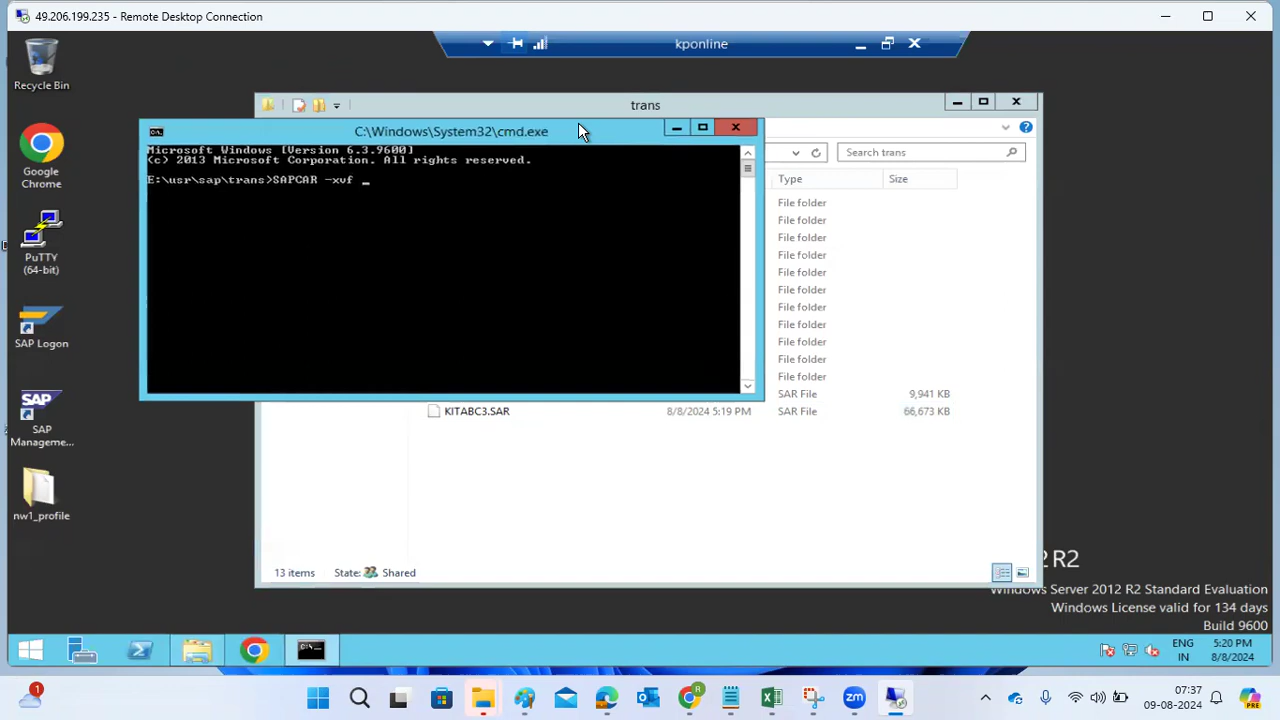 49.206.199.235 - Remote Desktop Connection
kponline
Recycle Bin
Google
Chrome
PuTTY
(64-bit)
SAP Logon
SAP
Manageme...
nw1_profile
trans
C:\Windows\System32\cmd.exe
Search trans
Microsoft Windows [Version 6.3.9600]
(c) 2013 Microsoft Corporation. All rights reserved.
E:\usr\sap\trans>SAPCAR -xvf _
Type Size
File folder
File folder
File folder
File folder
File folder
File folder
File folder
File folder
File folder
File folder
File folder
SAR File 9,941 KB
KITABC3.SAR 8/8/2024 5:19 PM SAR File 66,673 KB
13 items State: Shared
2 R2
Windows Server 2012 R2 Standard Evaluation
Windows License valid for 134 days
Build 9600
ENG
IN
5:20 PM
8/8/2024
1
R
zm
07:37
09-08-2024
PRE